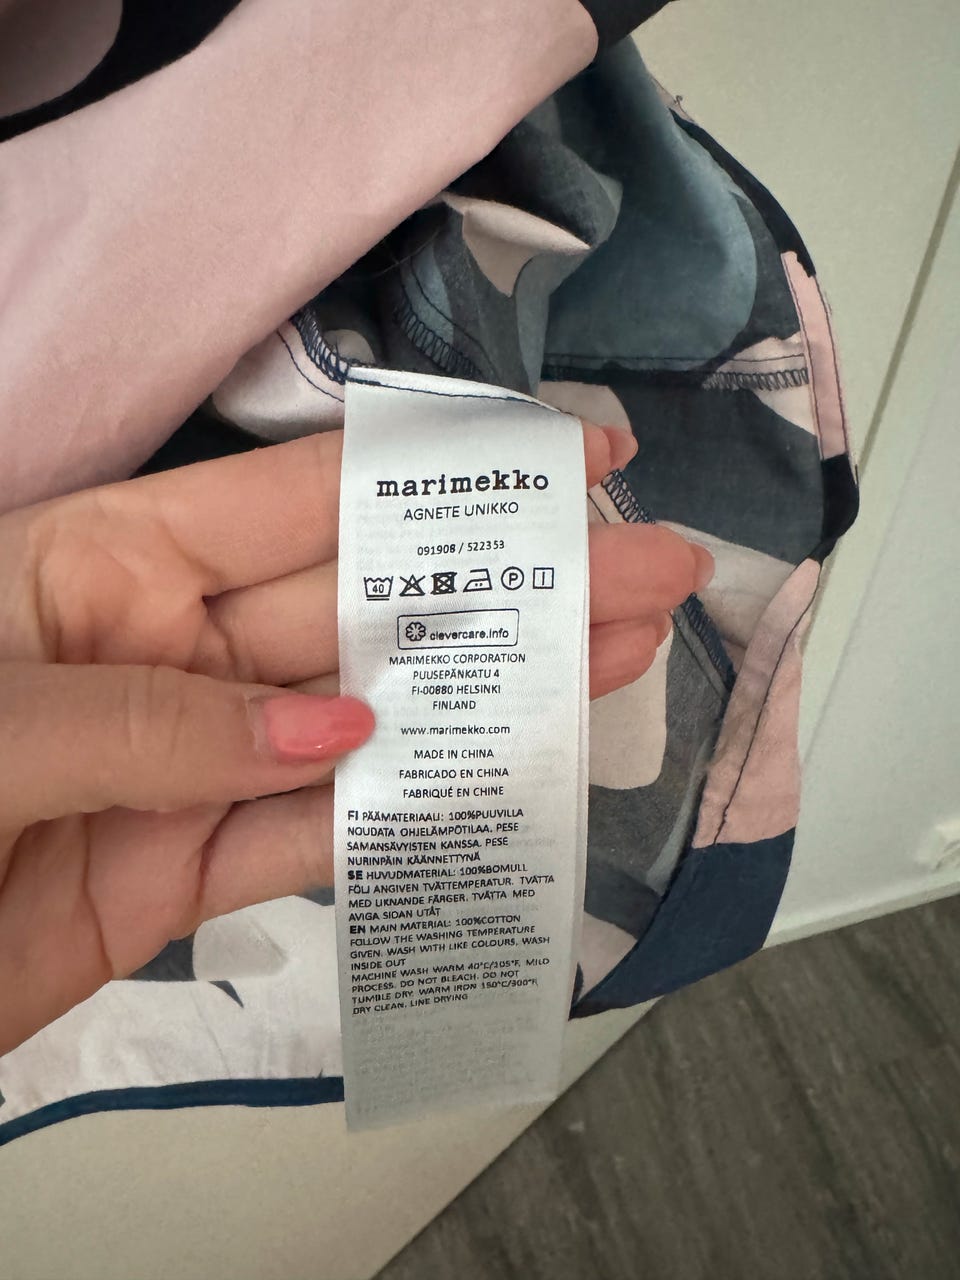 marimekko
AGNETE UNIKKO
091908 / 522353
40 P
clevercare.info
MARIMEKKO CORPORATION
PUUSEPÄNKATU 4
FI-00880 HELSINKI
FINLAND
www.marimekko.com
MADE IN CHINA
FABRICADO EN CHINA
FABRIQUÉ EN CHINE
FI PÄÄMATERIAALI: 100%PUUVILLA
NOUDATA OHJELÄMPÖTILAA. PESE
SAMANSÄVYISTEN KANSSA. PESE
NURINPÄIN KÄÄNNETTYNÄ
SE HUVUDMATERIAL: 100%BOMULL
FÖLJ ANGIVEN TVÄTTEMPERATUR. TVÄTTA
MED LIKNANDE FÄRGER. TVÄTTA MED
AVIGA SIDAN UTÅT
EN MAIN MATERIAL: 100%COTTON
FOLLOW THE WASHING TEMPERATURE
GIVEN. WASH WITH LIKE COLOURS, WASH
INSIDE OUT
MACHINE WASH WARM 40°C/105°F, MILD
PROCESS. DO NOT BLEACH. DO NOT
TUMBLE DRY. WARM IRON 150°C/300°F,
DRY CLEAN. LINE DRYING